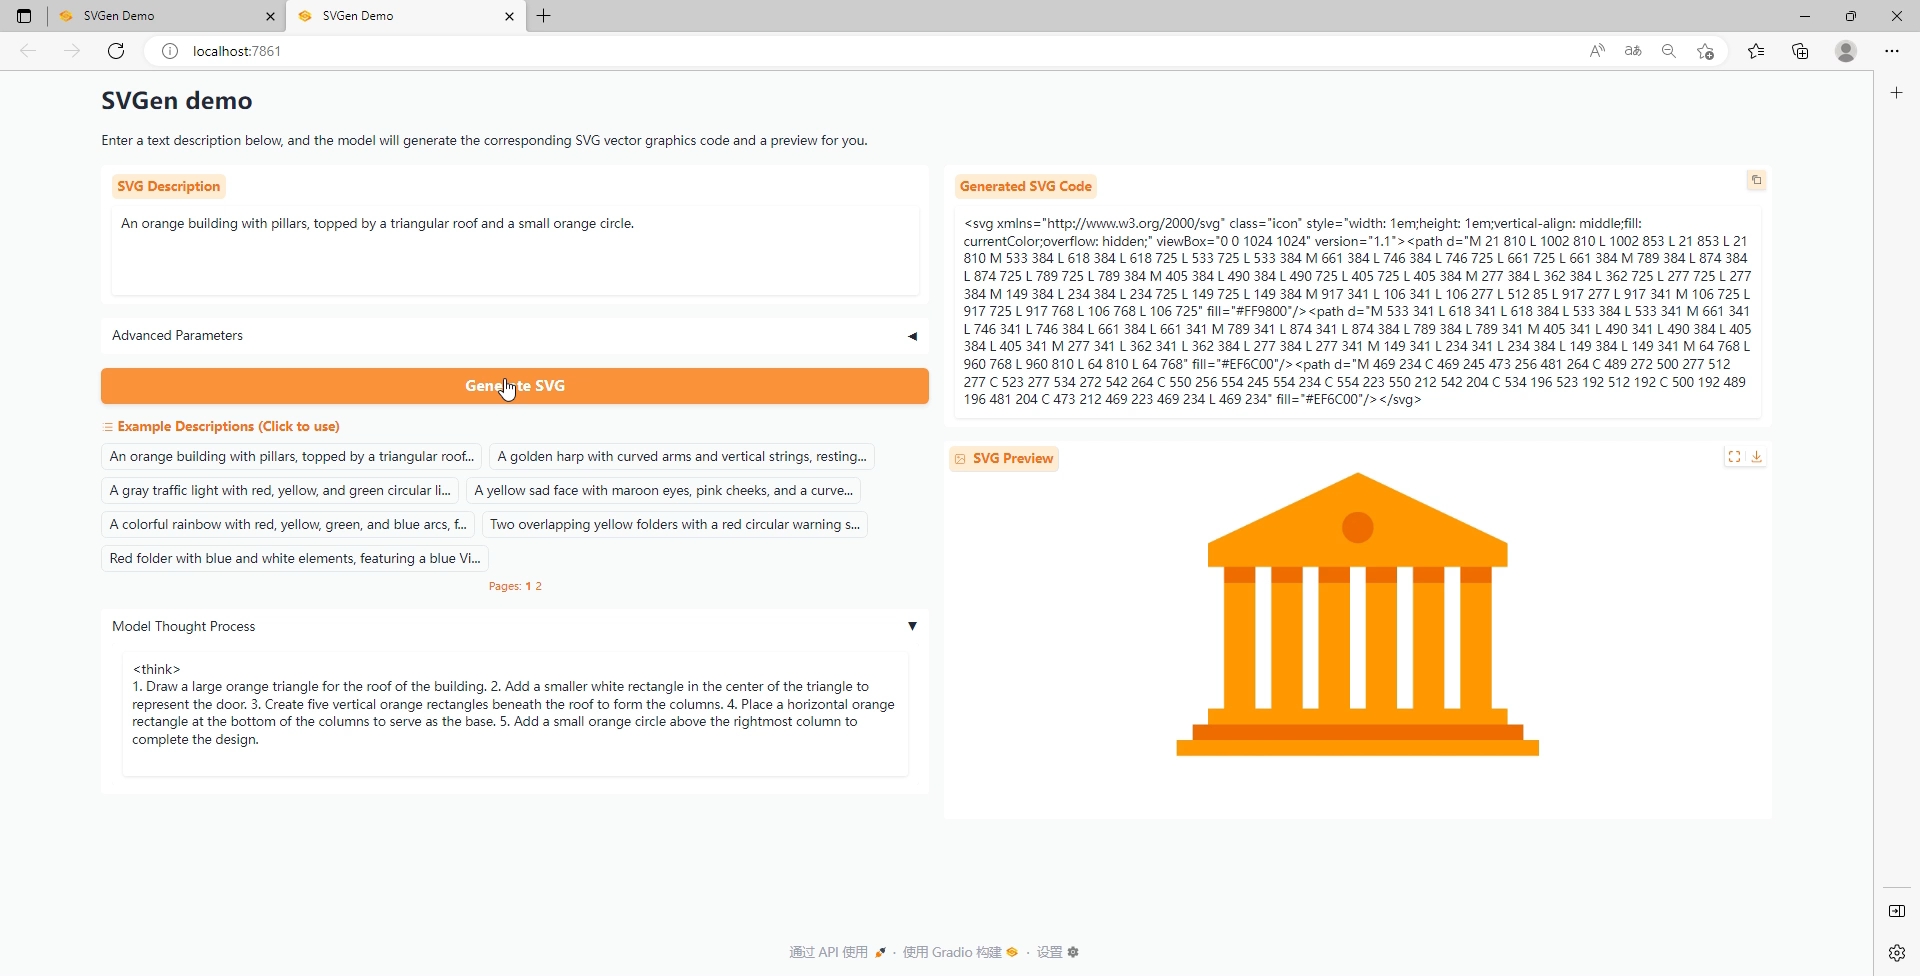 SVGen Demo
SVGen Demo
localhost:7861
aあ
SVGen demo
Enter a text description below, and the model will generate the corresponding SVG vector graphics code and a preview for you.
SVG Description
An orange building with pillars, topped by a triangular roof and a small orange circle.
Advanced Parameters
Generate SVG
Example Descriptions (Click to use)
An orange building with pillars, topped by a triangular roof...
A golden harp with curved arms and vertical strings, resting...
A gray traffic light with red, yellow, and green circular li...
A yellow sad face with maroon eyes, pink cheeks, and a curve...
A colorful rainbow with red, yellow, green, and blue arcs, f...
Two overlapping yellow folders with a red circular warning s...
Red folder with blue and white elements, featuring a blue Vi...
Pages: 1 2
Model Thought Process
<think>
1. Draw a large orange triangle for the roof of the building. 2. Add a smaller white rectangle in the center of the triangle to
represent the door. 3. Create five vertical orange rectangles beneath the roof to form the columns. 4. Place a horizontal orange
rectangle at the bottom of the columns to serve as the base. 5. Add a small orange circle above the rightmost column to
complete the design.
Generated SVG Code
<svg xmlns="http://www.w3.org/2000/svg" class="icon" style="width: 1em;height: 1em;vertical-align: middle;fill:
currentColor;overflow: hidden;" viewBox="0 0 1024 1024" version="1.1"><path d="M 21 810 L 1002 810 L 1002 853 L 21 853 L 21
810 M 533 384 L 618 384 L 618 725 L 533 725 L 533 384 M 661 384 L 746 384 L 746 725 L 661 725 L 661 384 M 789 384 L 874 384
L 874 725 L 789 725 L 789 384 M 405 384 L 490 384 L 490 725 L 405 725 L 405 384 M 277 384 L 362 384 L 362 725 L 277 725 L 277
384 M 149 384 L 234 384 L 234 725 L 149 725 L 149 384 M 917 341 L 106 341 L 106 277 L 512 85 L 917 277 L 917 341 M 106 725 L
917 725 L 917 768 L 106 768 L 106 725" fill="#FF9800"/><path d="M 533 341 L 618 341 L 618 384 L 533 384 L 533 341 M 661 341
L 746 341 L 746 384 L 661 384 L 661 341 M 789 341 L 874 341 L 874 384 L 789 384 L 789 341 M 405 341 L 490 341 L 490 384 L 405
384 L 405 341 M 277 341 L 362 341 L 362 384 L 277 384 L 277 341 M 149 341 L 234 341 L 234 384 L 149 384 L 149 341 M 64 768 L
960 768 L 960 810 L 64 810 L 64 768" fill="#EF6C00"/><path d="M 469 234 C 469 245 473 256 481 264 C 489 272 500 277 512
277 C 523 277 534 272 542 264 C 550 256 554 245 554 234 C 554 223 550 212 542 204 C 534 196 523 192 512 192 C 500 192 489
196 481 204 C 473 212 469 223 469 234 L 469 234" fill="#EF6C00"/></svg>
SVG Preview
通过 API 使用 · 使用 Gradio 构建 · 设置